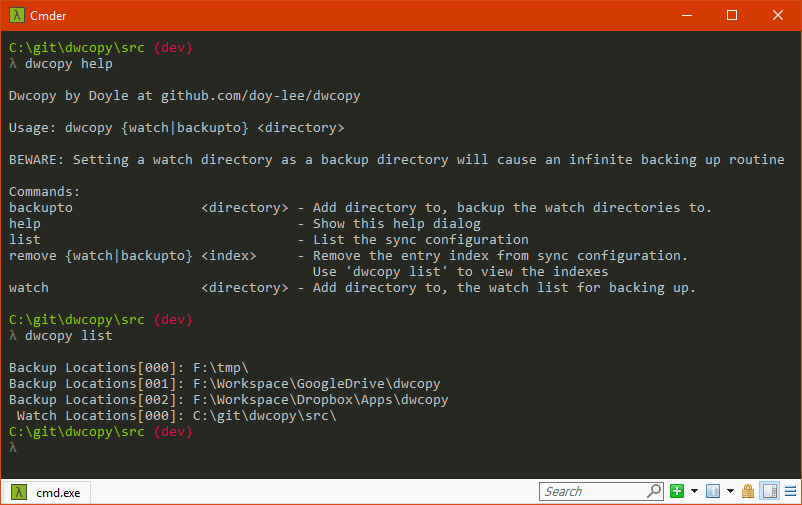 Cmder
C:\git\dwcopy\src (dev)
λ dwcopy help
Dwcopy by Doyle at github.com/doy-lee/dwcopy
Usage: dwcopy {watch|backupto} <directory>
BEWARE: Setting a watch directory as a backup directory will cause an infinite backing up routine
Commands:
backupto                <directory> - Add directory to, backup the watch directories to.
help                                - Show this help dialog
list                                - List the sync configuration
remove {watch|backupto} <index>     - Remove the entry index from sync configuration.
                                      Use 'dwcopy list' to view the indexes
watch                   <directory> - Add directory to, the watch list for backing up.
C:\git\dwcopy\src (dev)
λ dwcopy list
Backup Locations[000]: F:\tmp\
Backup Locations[001]: F:\Workspace\GoogleDrive\dwcopy
Backup Locations[002]: F:\Workspace\Dropbox\Apps\dwcopy
 Watch Locations[000]: C:\git\dwcopy\src\
C:\git\dwcopy\src (dev)
λ
λ cmd.exe Search